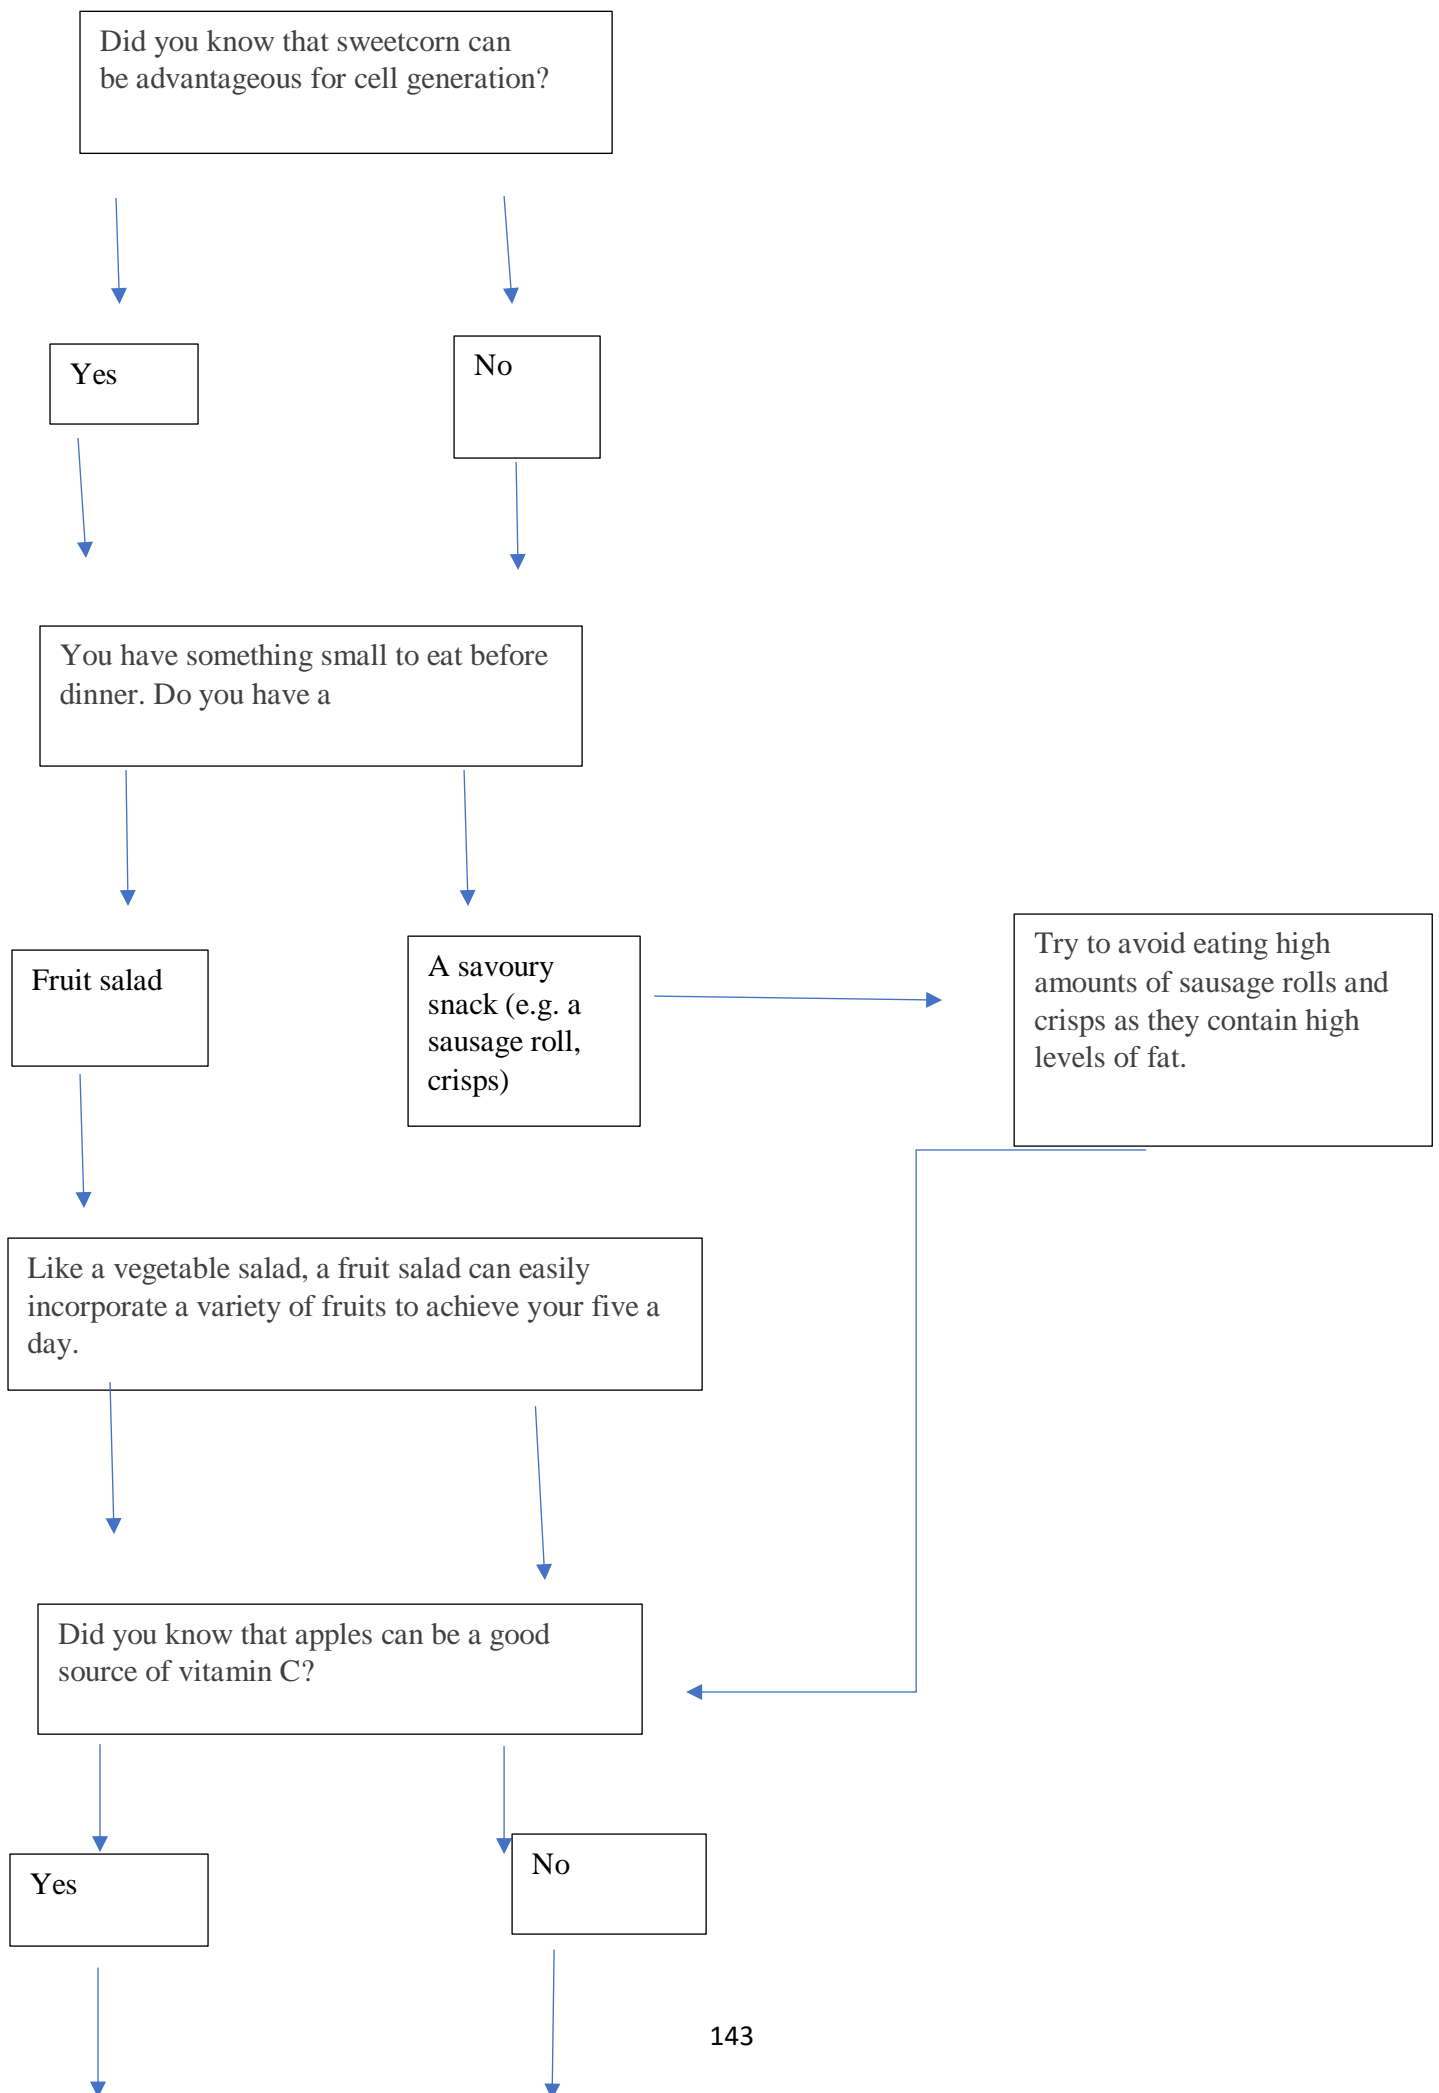 Did you know that sweetcorn can
be advantageous for cell generation?
Yes
No
You have something small to eat before
dinner. Do you have a
Fruit salad
A savoury
snack (e.g. a
sausage roll,
crisps)
Try to avoid eating high
amounts of sausage rolls and
crisps as they contain high
levels of fat.
Like a vegetable salad, a fruit salad can easily
incorporate a variety of fruits to achieve your five a
day.
Did you know that apples can be a good
source of vitamin C?
Yes
No
143